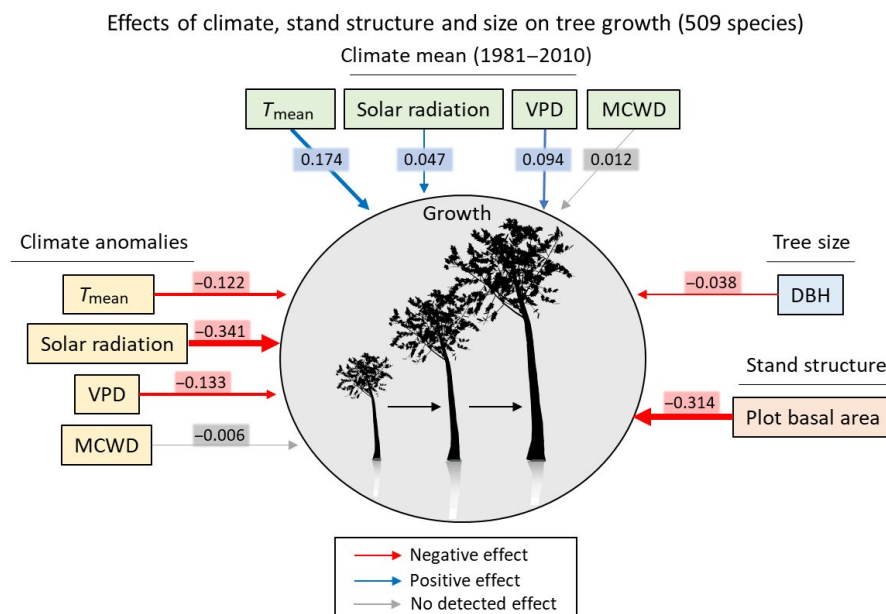 Effects of climate, stand structure and size on tree growth (509 species)
Climate mean (1981–2010)
Tmean
Solar radiation
VPD
MCWD
0.174
0.047
0.094
0.012
Growth
Climate anomalies
Tmean
−0.122
Solar radiation
−0.341
VPD
−0.133
MCWD
−0.006
Tree size
−0.038
DBH
Stand structure
−0.314
Plot basal area
Negative effect
Positive effect
No detected effect